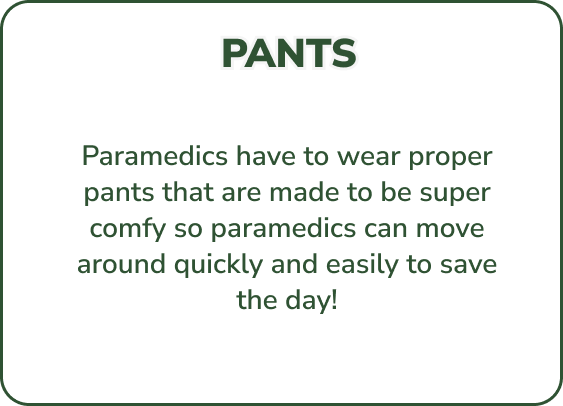 PANTS
Paramedics have to wear proper
pants that are made to be super
comfy so paramedics can move
around quickly and easily to save
the day!